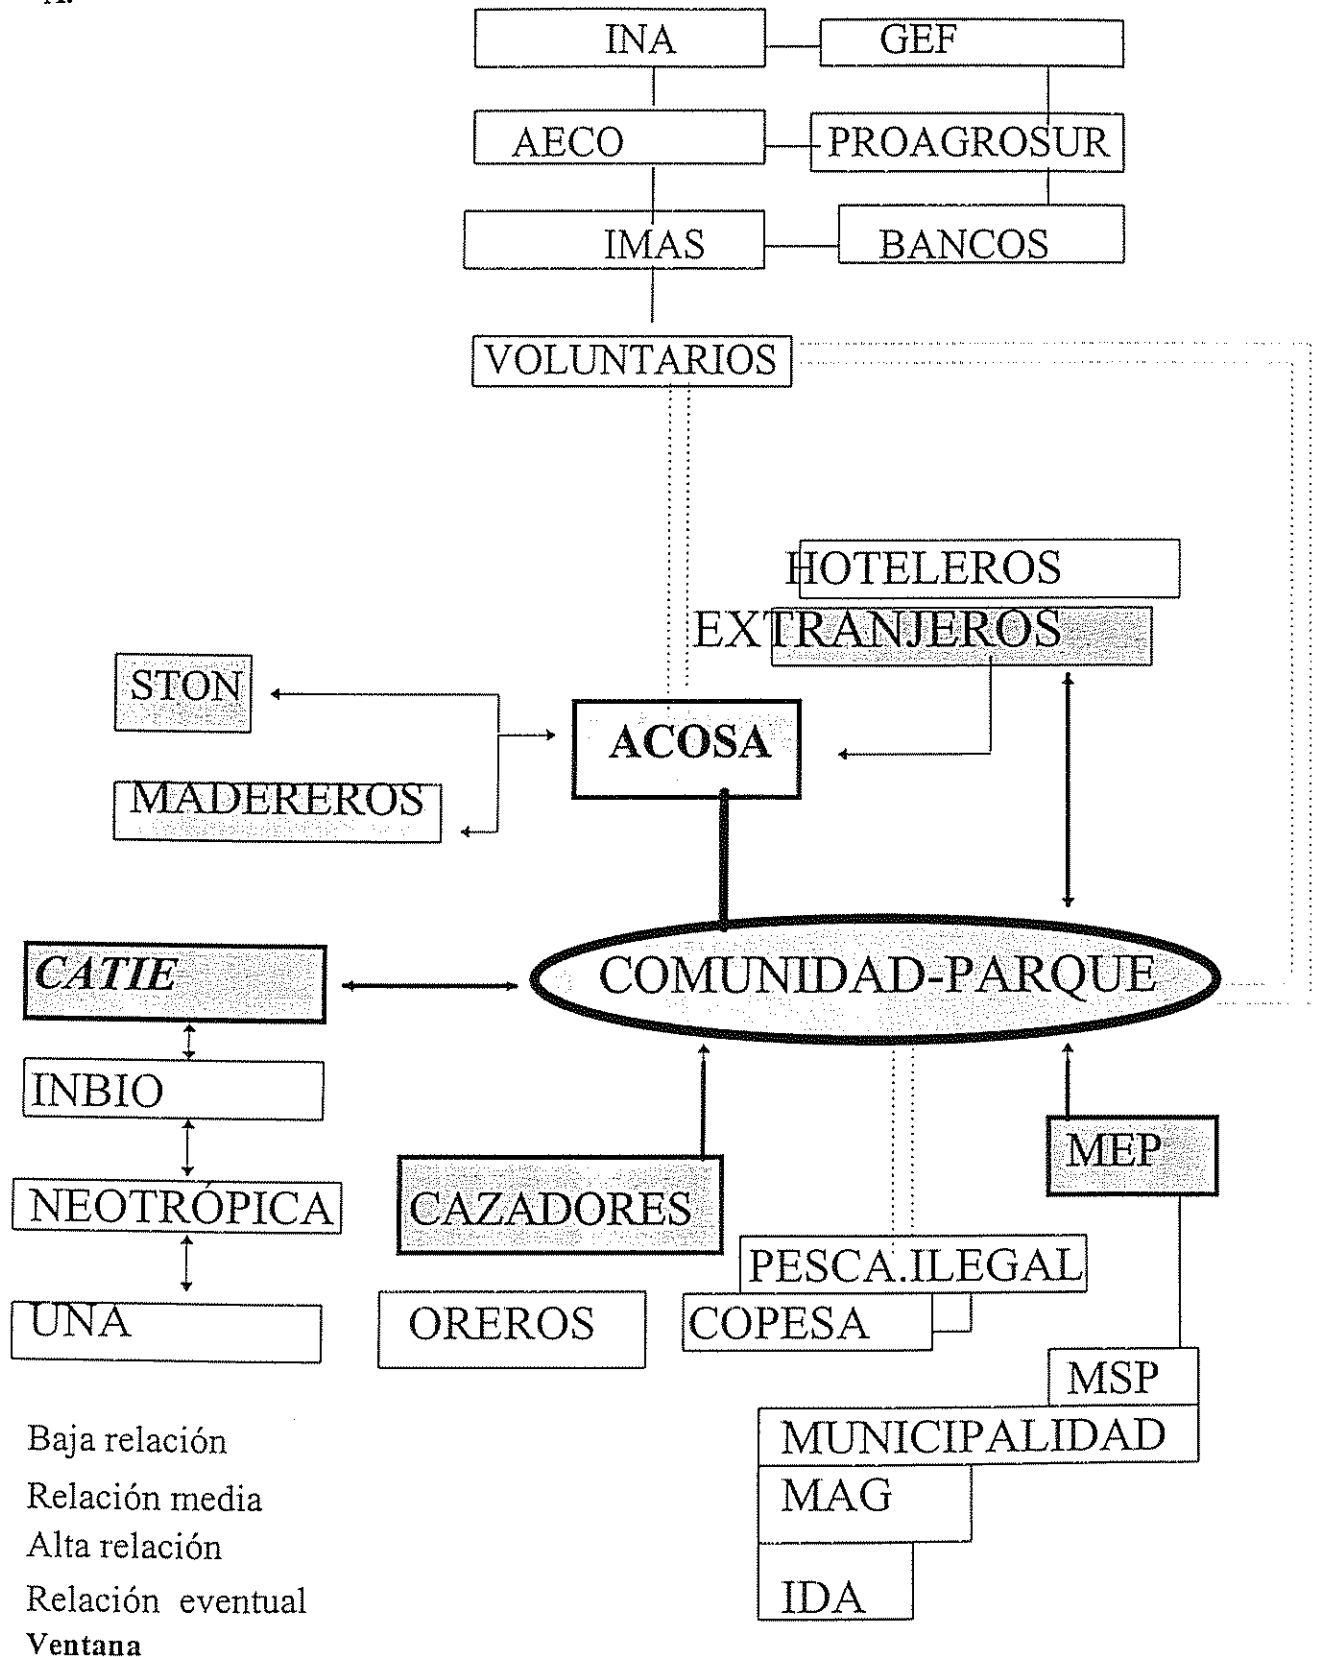 A.
INA GEF
AECO PROAGROSUR
IMAS BANCOS
VOLUNTARIOS
HOTELEROS
EXTRANJEROS
STON
ACOSA
MADEREROS
CATIE
COMUNIDAD-PARQUE
INBIO
MEP
NEOTRÓPICA
CAZADORES
PESCA.ILEGAL
UNA
OREROS
COPESA
MSP
MUNICIPALIDAD
MAG
IDA
Baja relación
Relación media
Alta relación
Relación eventual
Ventana